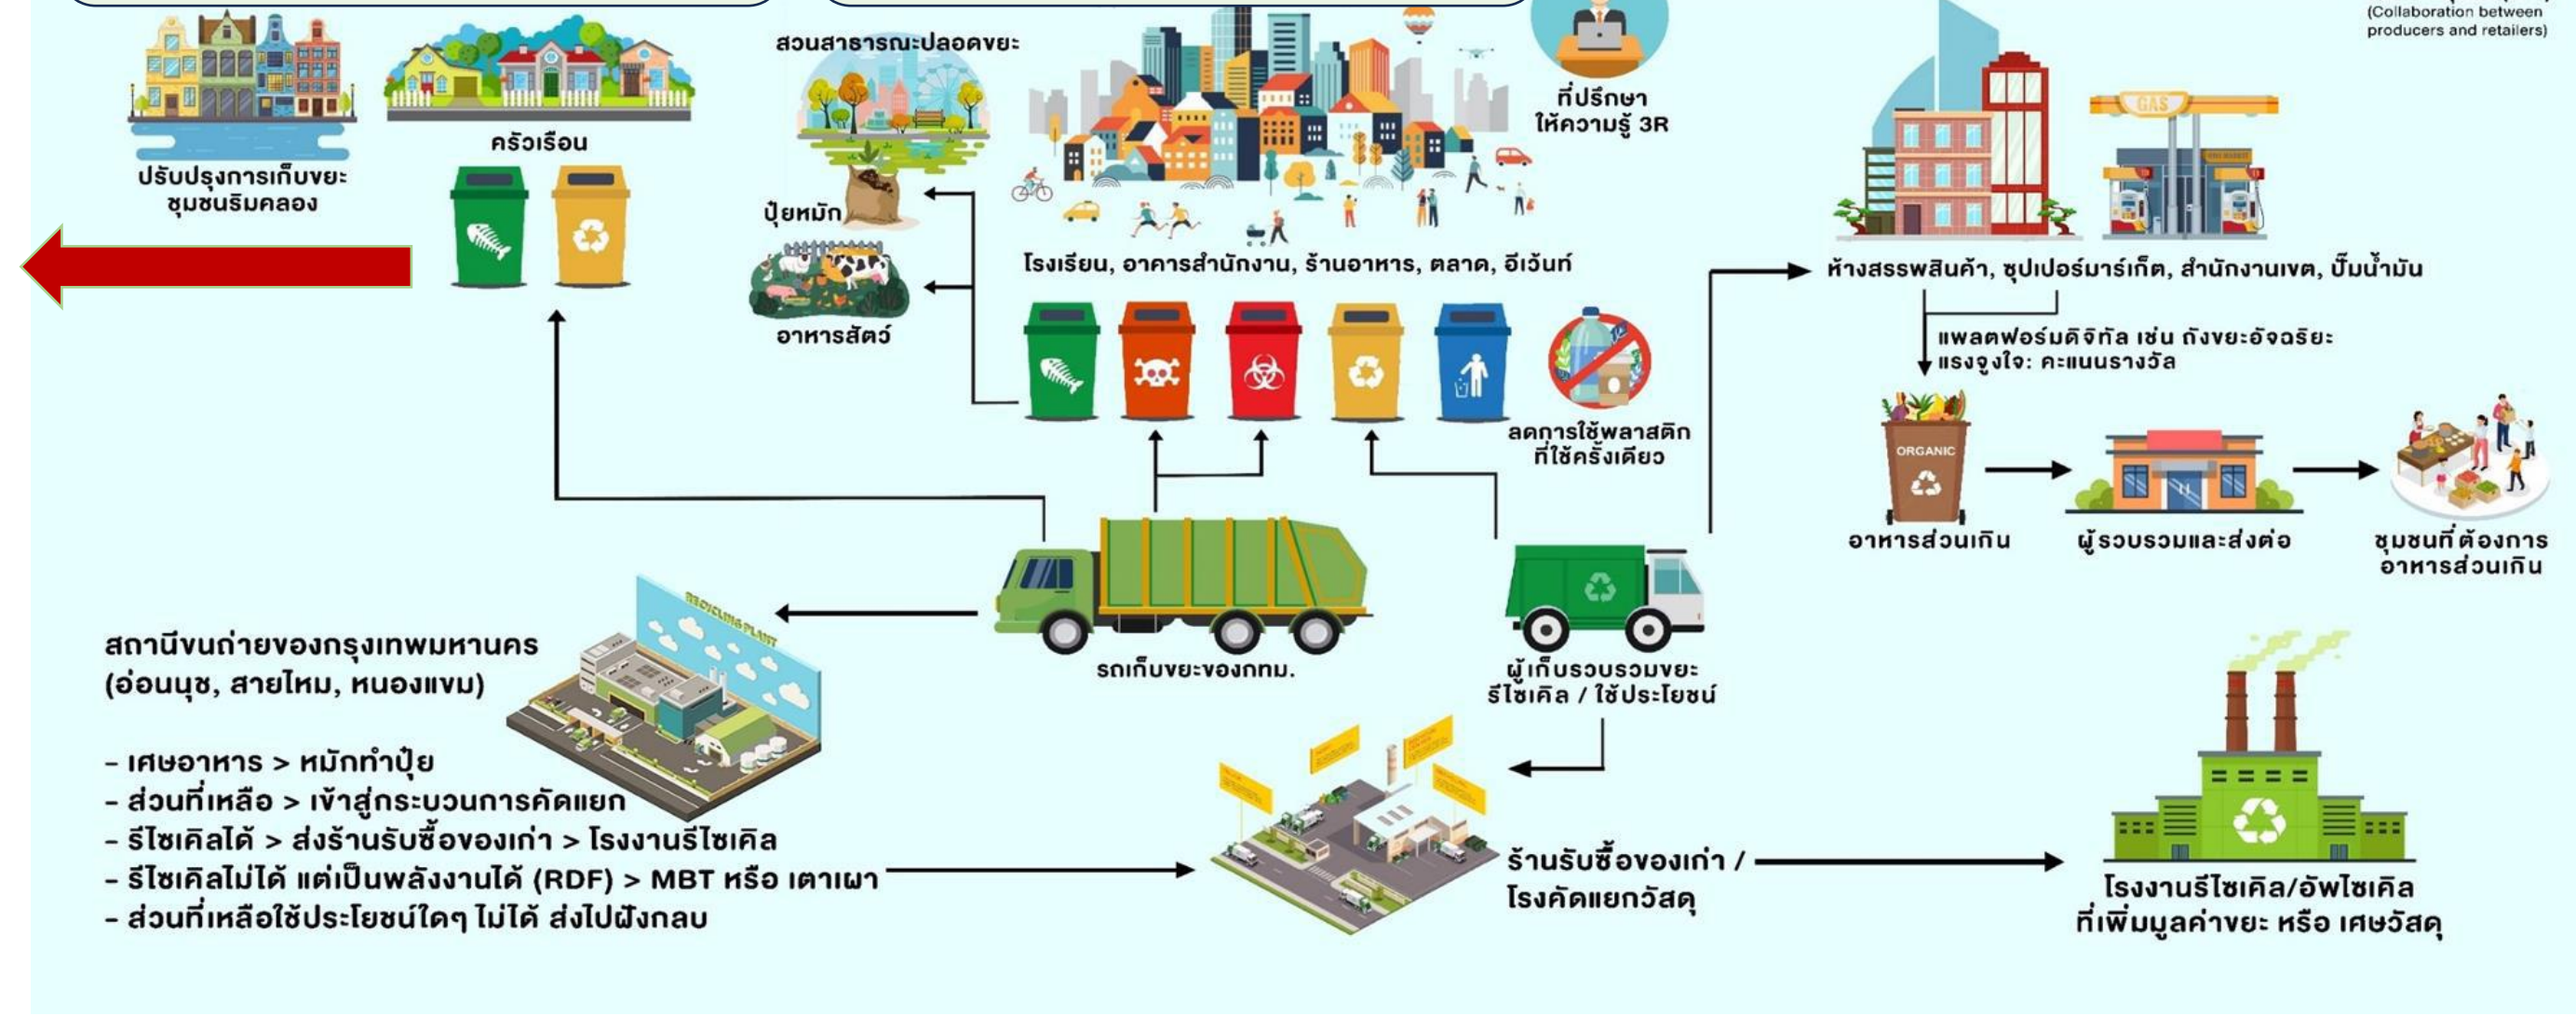 (Collaboration between
producers and retailers)
สวนสาธารณะปลอดขยะ
ที่ปรึกษา
ให้ความรู้ 3R
GAS
ครัวเรือน
ปรับปรุงการเก็บขยะ
ชุมชนริมคลอง
ปุ๋ยหมัก
อาหารสัตว์
โรงเรียน, อาคารสำนักงาน, ร้านอาหาร, ตลาด, อีเว้นท์
ห้างสรรพสินค้า, ซุปเปอร์มาร์เก็ต, สำนักงานเขต, ปั๊มน้ำมัน
แพลตฟอร์มดิจิทัล เช่น ถังขยะอัจฉริยะ
แรงจูงใจ: คะแนนรางวัล
ลดการใช้พลาสติก
ที่ใช้ครั้งเดียว
ORGANIC
อาหารส่วนเกิน
ผู้รวบรวมและส่งต่อ
ชุมชนที่ต้องการ
อาหารส่วนเกิน
RECYCLING PLANT
สถานีขนถ่ายของกรุงเทพมหานคร
(อ่อนนุช, สายไหม, หนองแขม)
รถเก็บขยะของกทม.
ผู้เก็บรวบรวมขยะ
รีไซเคิล / ใช้ประโยชน์
- เศษอาหาร > หมักทำปุ๋ย
- ส่วนที่เหลือ > เข้าสู่กระบวนการคัดแยก
- รีไซเคิลได้ > ส่งร้านรับซื้อของเก่า > โรงงานรีไซเคิล
- รีไซเคิลไม่ได้ แต่เป็นพลังงานได้ (RDF) > MBT หรือ เตาเผา
- ส่วนที่เหลือใช้ประโยชน์ใดๆ ไม่ได้ ส่งไปฝังกลบ
ร้านรับซื้อของเก่า /
โรงคัดแยกวัสดุ
โรงงานรีไซเคิล/อัพไซเคิล
ที่เพิ่มมูลค่าขยะ หรือ เศษวัสดุ